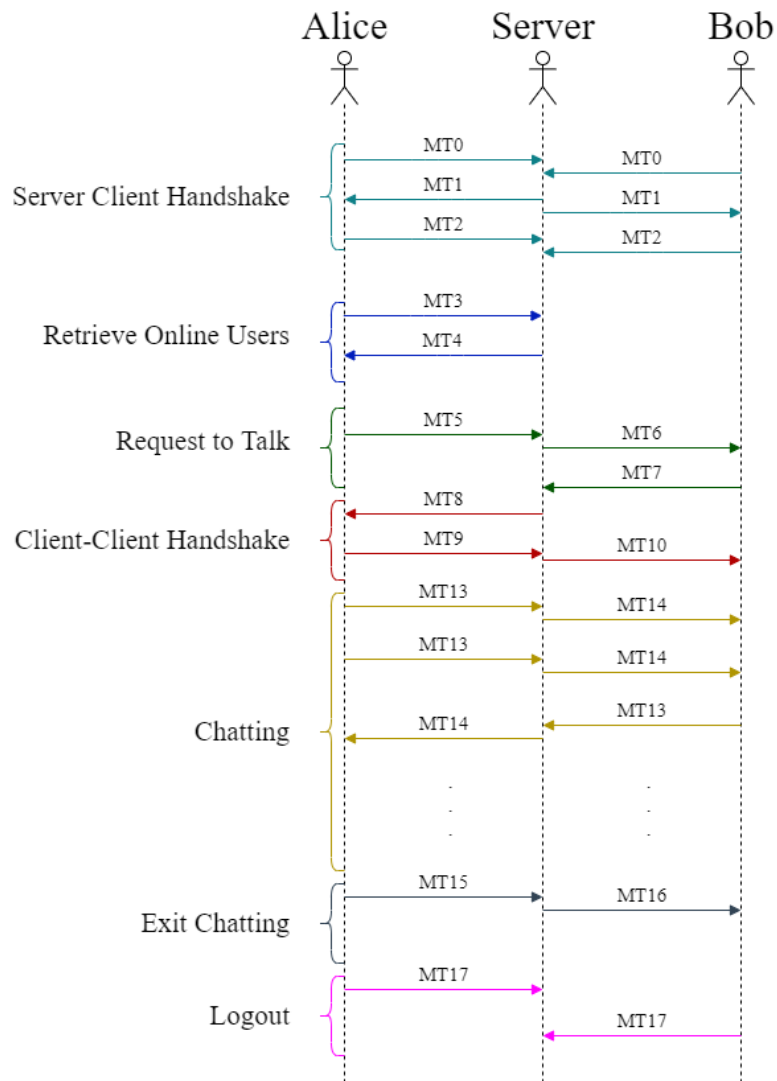 Alice Server Bob
MT0
MT0
Server Client Handshake
MT1
MT1
MT2
MT2
Retrieve Online Users
MT3
MT4
Request to Talk
MT5
MT6
MT7
Client-Client Handshake
MT8
MT9
MT10
Chatting
MT13
MT14
MT13
MT14
MT13
MT14
Exit Chatting
MT15
MT16
Logout
MT17
MT17